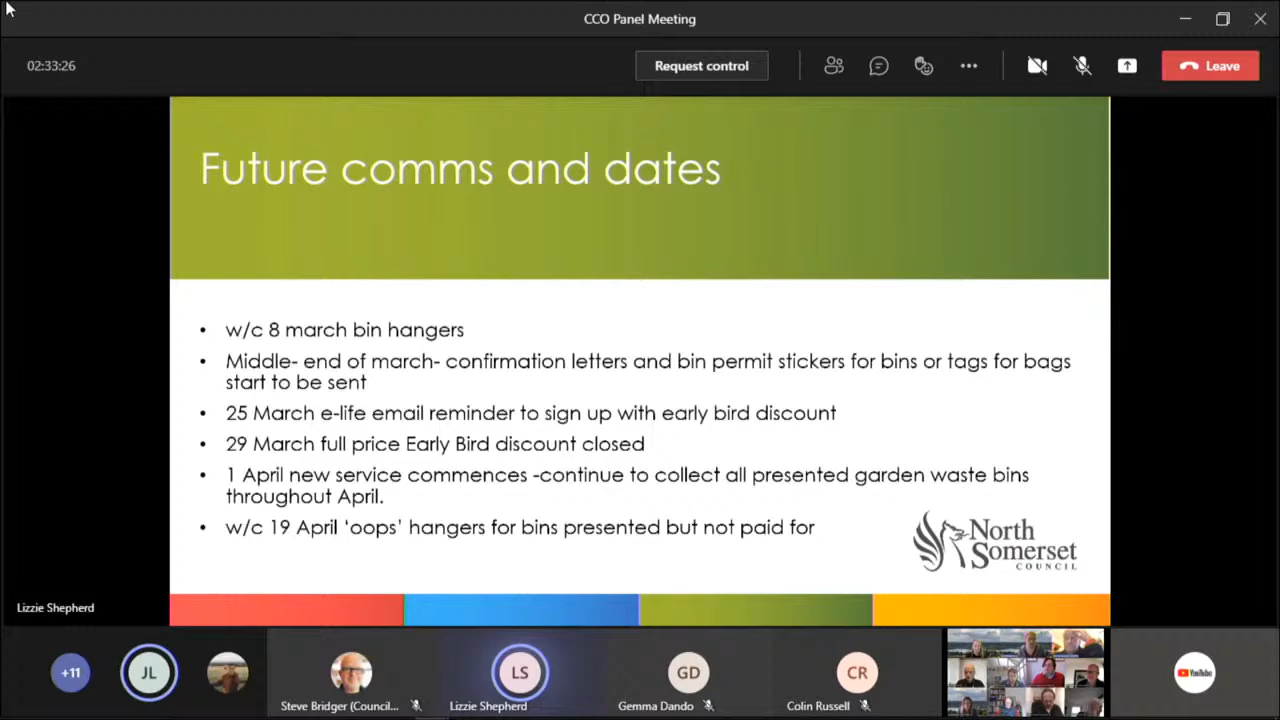 CCO Panel Meeting
02:33:26
Request control
Leave
Future comms and dates
• w/c 8 march bin hangers
• Middle- end of march- confirmation letters and bin permit stickers for bins or tags for bags
start to be sent
• 25 March e-life email reminder to sign up with early bird discount
• 29 March full price Early Bird discount closed
• 1 April new service commences -continue to collect all presented garden waste bins
throughout April.
• w/c 19 April ‘oops’ hangers for bins presented but not paid for
North
Somerset
COUNCIL
Lizzie Shepherd
+11
JL
LS
GD
CR
YouTube
Steve Bridger (Council...
Lizzie Shepherd
Gemma Dando
Colin Russell